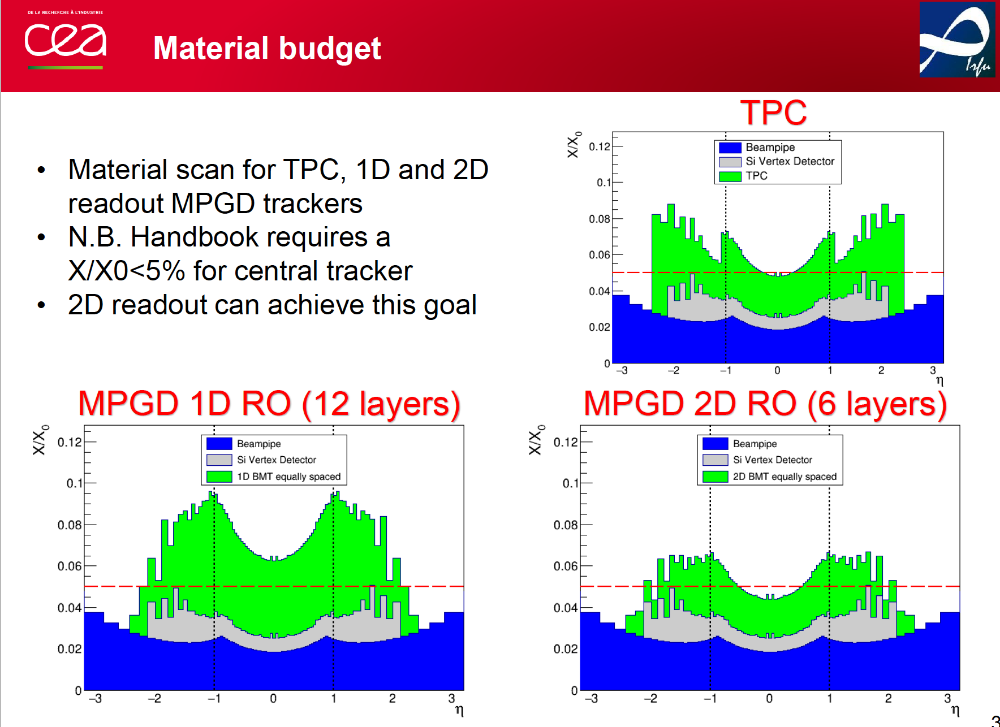 DE LA RECHERCHE À L'INDUSTRIE
cea
Material budget
Irfu
• Material scan for TPC, 1D and 2D
readout MPGD trackers
• N.B. Handbook requires a
X/X0<5% for central tracker
• 2D readout can achieve this goal
TPC
X/X0
Beampipe
Si Vertex Detector
TPC
0.12
0.1
0.08
0.06
0.04
0.02
0
−3 −2 −1 0 1 2 3
η
MPGD 1D RO (12 layers)
X/X0
Beampipe
Si Vertex Detector
1D BMT equally spaced
0.12
0.1
0.08
0.06
0.04
0.02
0
−3 −2 −1 0 1 2 3
η
MPGD 2D RO (6 layers)
X/X0
Beampipe
Si Vertex Detector
2D BMT equally spaced
0.12
0.1
0.08
0.06
0.04
0.02
0
−3 −2 −1 0 1 2 3
η
3